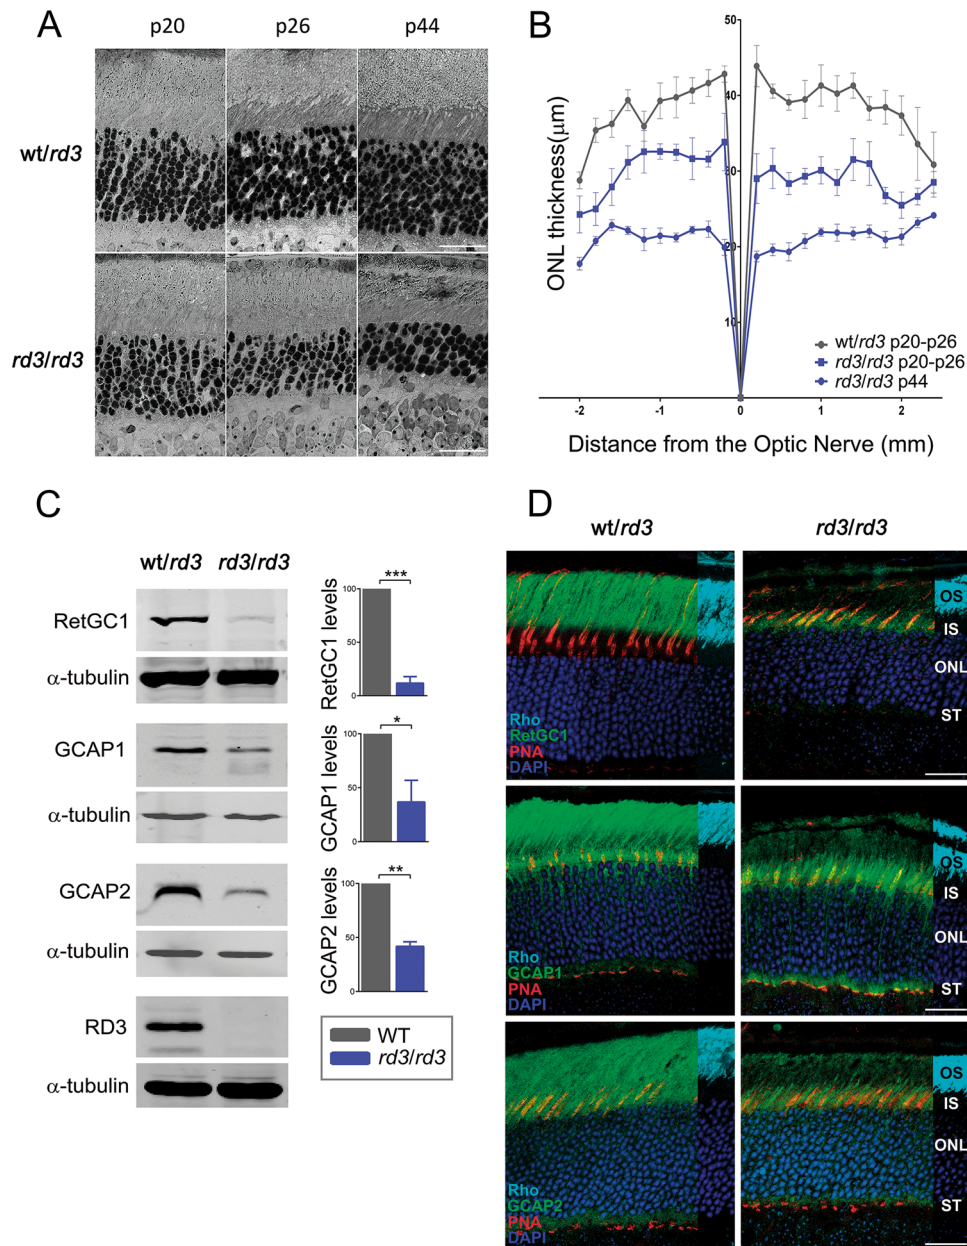 A
p20
p26
p44
wt/rd3
rd3/rd3
B
ONL thickness(μm)
50
40
30
20
10
-2
-1
0
1
2
Distance from the Optic Nerve (mm)
wt/rd3 p20-p26
rd3/rd3 p20-p26
rd3/rd3 p44
C
wt/rd3
rd3/rd3
RetGC1
α-tubulin
GCAP1
α-tubulin
GCAP2
α-tubulin
RD3
α-tubulin
RetGC1 levels
100
50
0
***
GCAP1 levels
100
50
0
*
GCAP2 levels
100
50
0
**
WT
rd3/rd3
D
wt/rd3
rd3/rd3
Rho
RetGC1
PNA
DAPI
OS
IS
ONL
ST
Rho
GCAP1
PNA
DAPI
OS
IS
ONL
ST
Rho
GCAP2
PNA
DAPI
OS
IS
ONL
ST